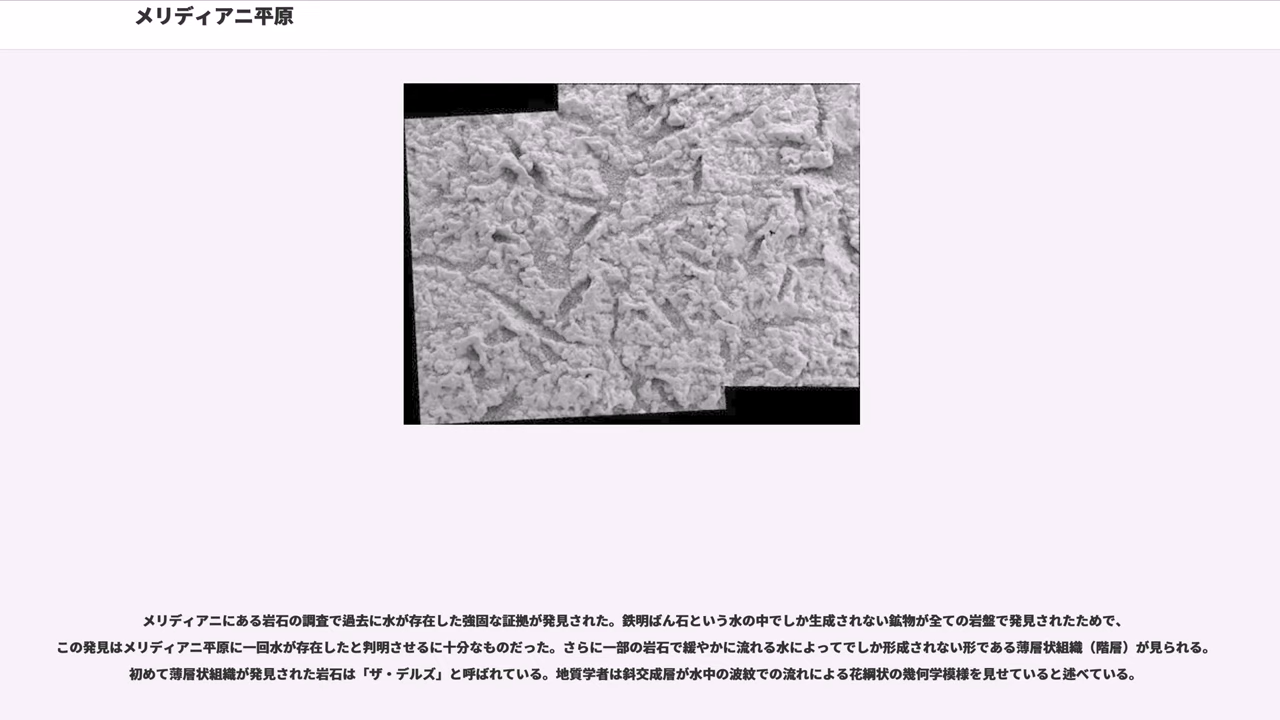 メリディアニ平原
メリディアニにある岩石の調査で過去に水が存在した強固な証拠が発見された。鉄明ばん石という水の中でしか生成されない鉱物が全ての岩盤で発見されたためで、
この発見はメリディアニ平原に一回水が存在したと判明させるに十分なものだった。さらに一部の岩石で緩やかに流れる水によってでしか形成されない形である薄層状組織（階層）が見られる。
初めて薄層状組織が発見された岩石は「ザ・デルズ」と呼ばれている。地質学者は斜交成層が水中の波紋での流れによる花綱状の幾何学模様を見せていると述べている。